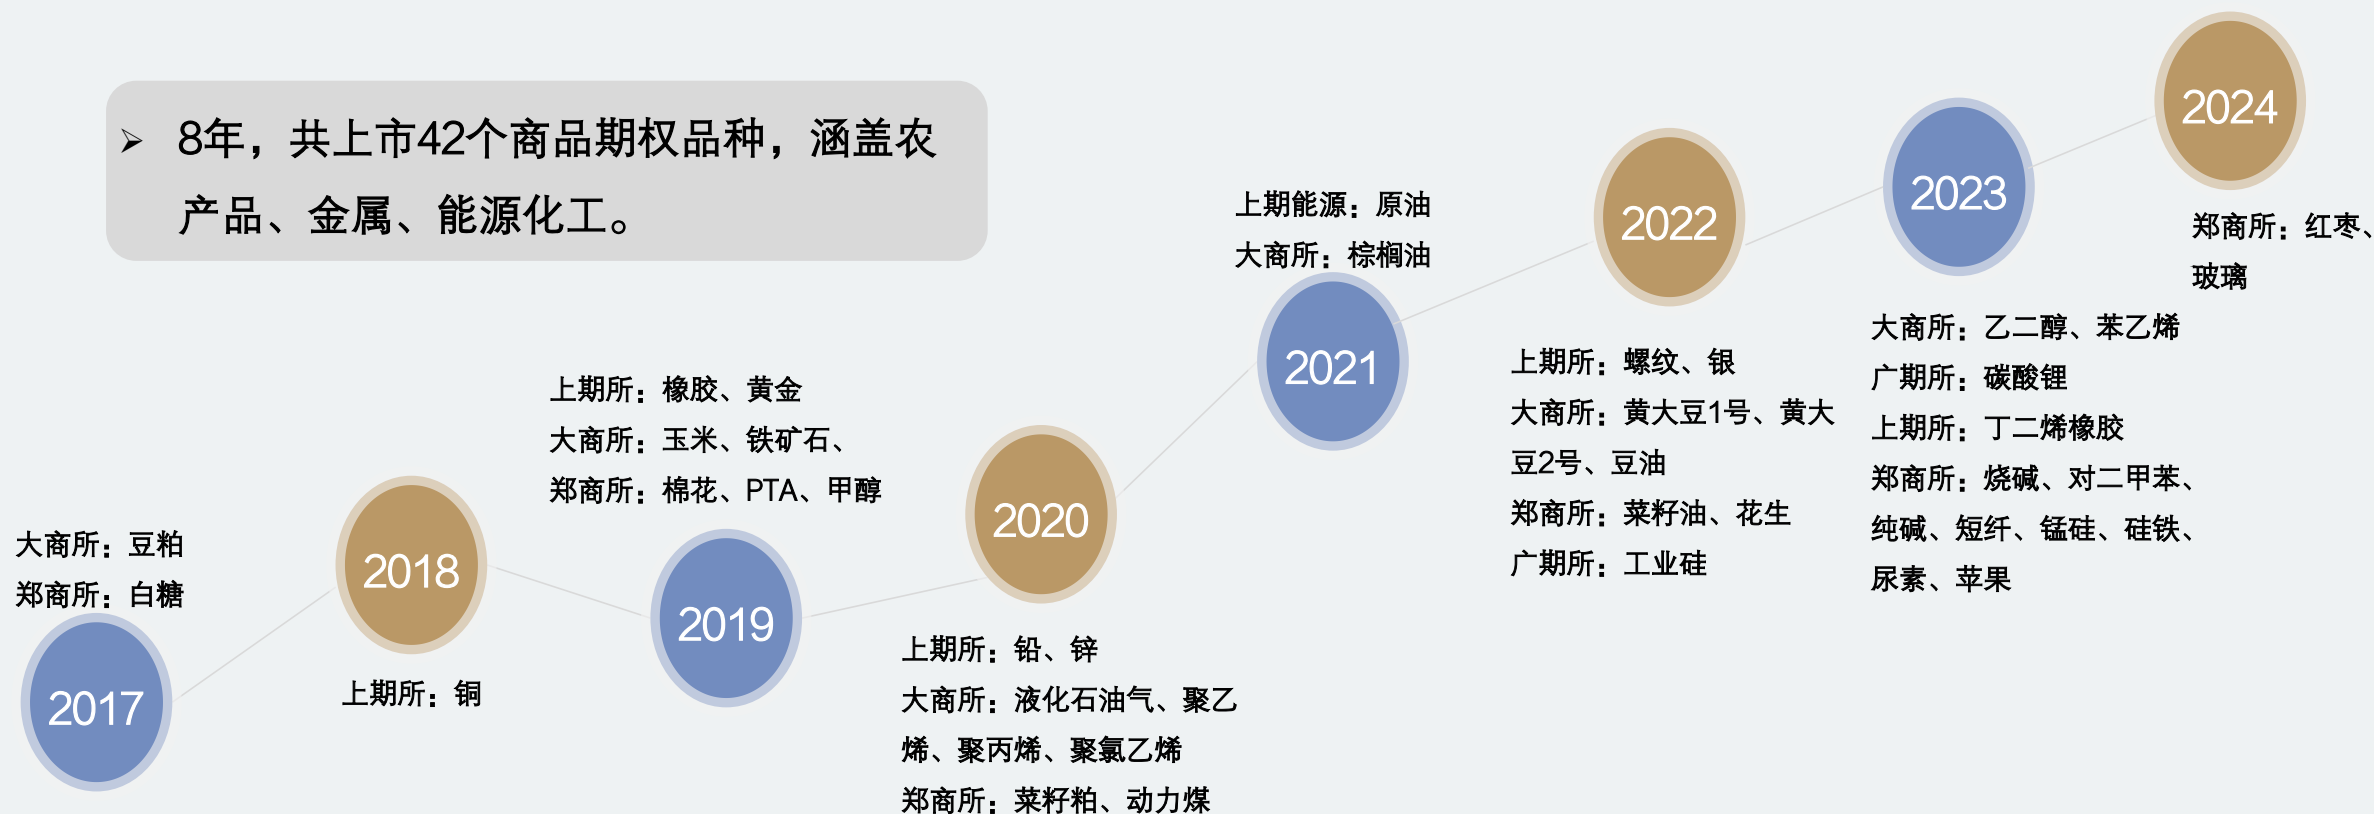 ➢ 8年，共上市42个商品期权品种，涵盖农
产品、金属、能源化工。
大商所：豆粕
郑商所：白糖
2017
2018
上期所：铜
上期所：橡胶、黄金
大商所：玉米、铁矿石、
郑商所：棉花、PTA、甲醇
2019
2020
上期所：铅、锌
大商所：液化石油气、聚乙
烯、聚丙烯、聚氯乙烯
郑商所：菜籽粕、动力煤
上期能源：原油
大商所：棕榈油
2021
2022
上期所：螺纹、银
大商所：黄大豆1号、黄大
豆2号、豆油
郑商所：菜籽油、花生
广期所：工业硅
2023
大商所：乙二醇、苯乙烯
广期所：碳酸锂
上期所：丁二烯橡胶
郑商所：烧碱、对二甲苯、
纯碱、短纤、锰硅、硅铁、
尿素、苹果
2024
郑商所：红枣、
玻璃